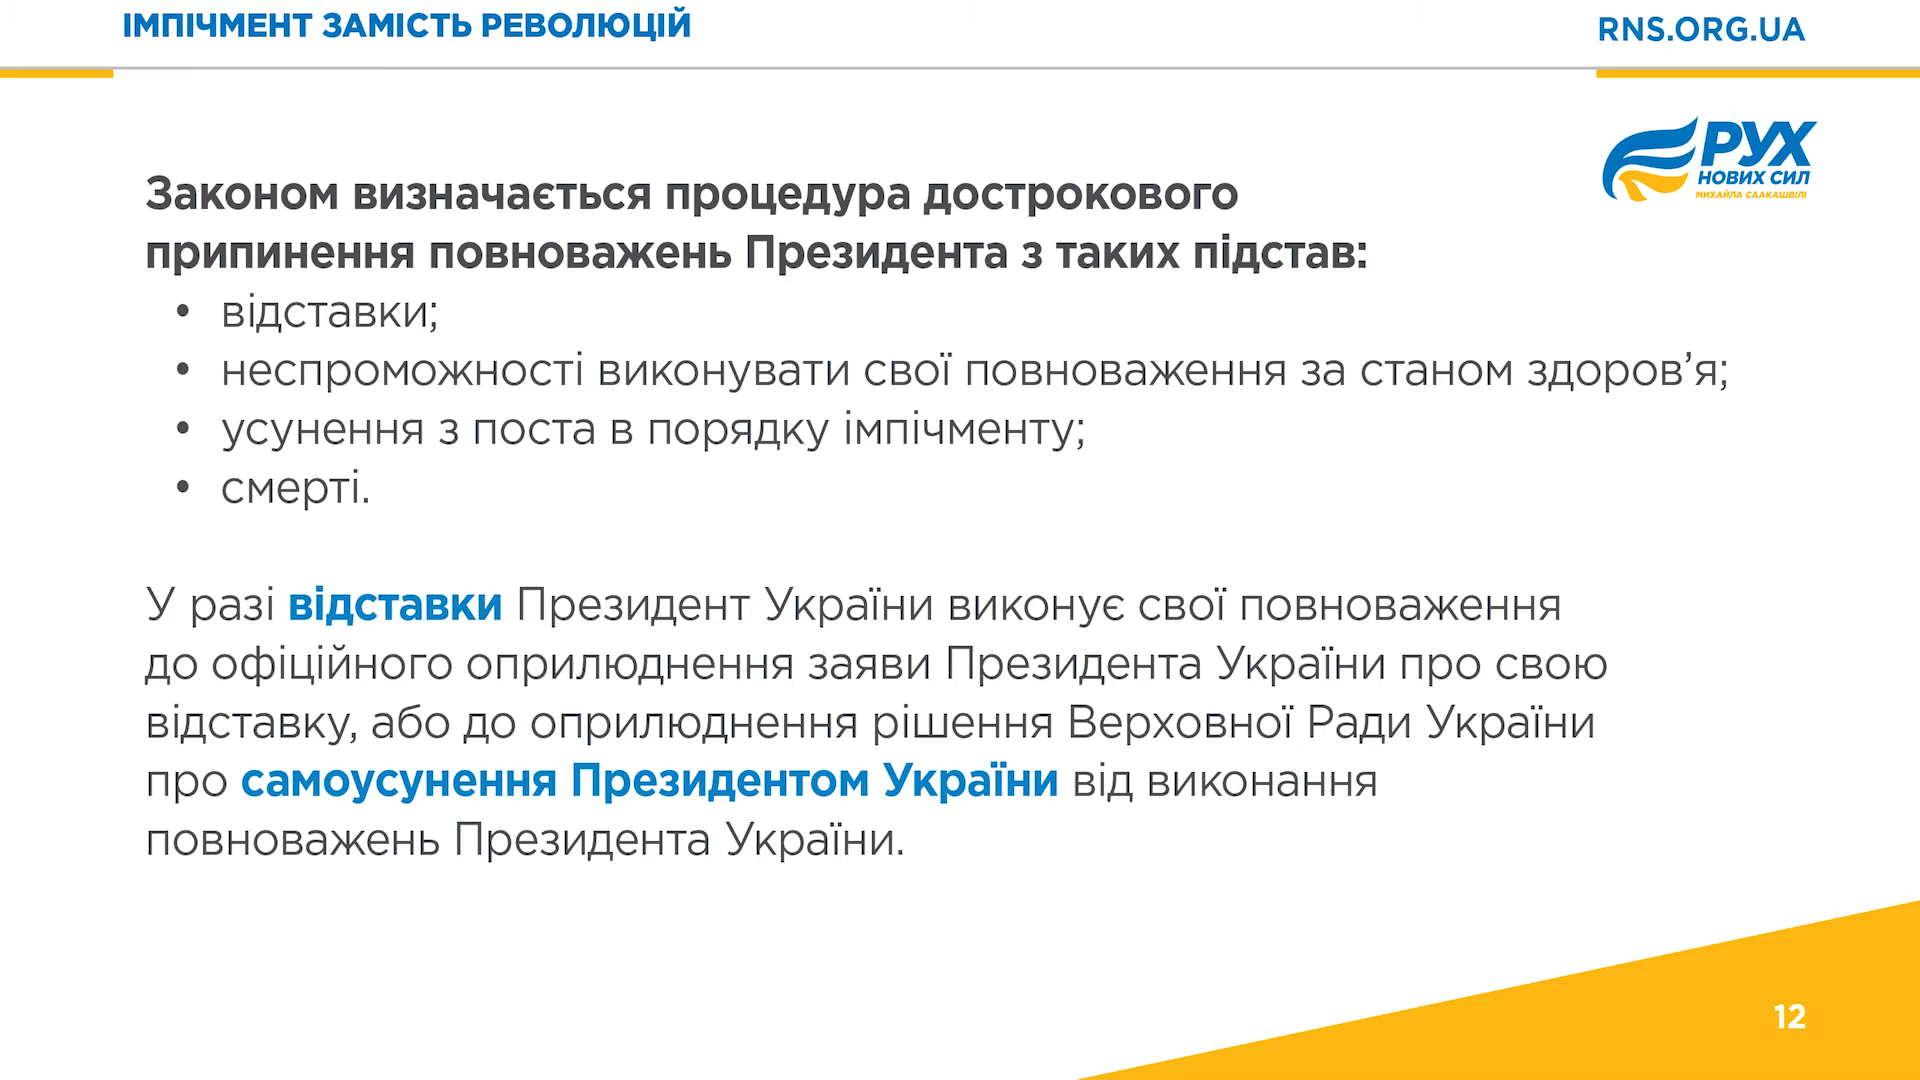 ІМПІЧМЕНТ ЗАМІСТЬ РЕВОЛЮЦІЙ
RNS.ORG.UA
РУХ
НОВИХ СИЛ
МИХАЙЛА СААКАШВІЛІ
Законом визначається процедура дострокового
припинення повноважень Президента з таких підстав:
• відставки;
• неспроможності виконувати свої повноваження за станом здоров’я;
• усунення з поста в порядку імпічменту;
• смерті.
У разі відставки Президент України виконує свої повноваження
до офіційного оприлюднення заяви Президента України про свою
відставку, або до оприлюднення рішення Верховної Ради України
про самоусунення Президентом України від виконання
повноважень Президента України.
12